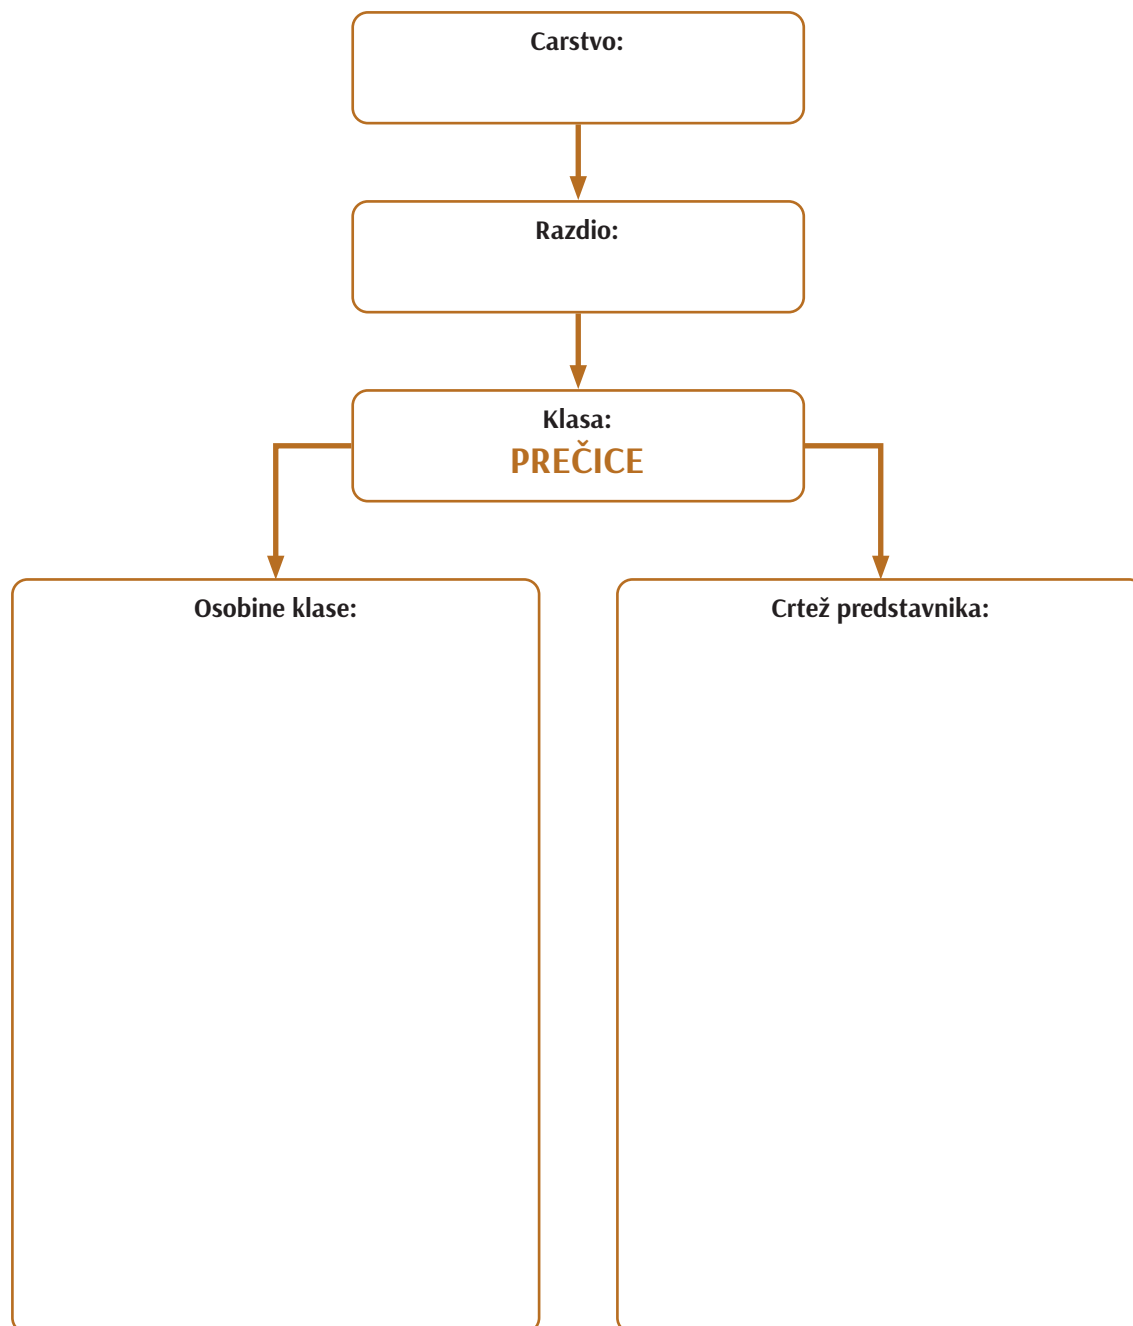 Carstvo:
Razdio:
Klasa:
PREČICE
Osobine klase:
Crtež predstavnika: